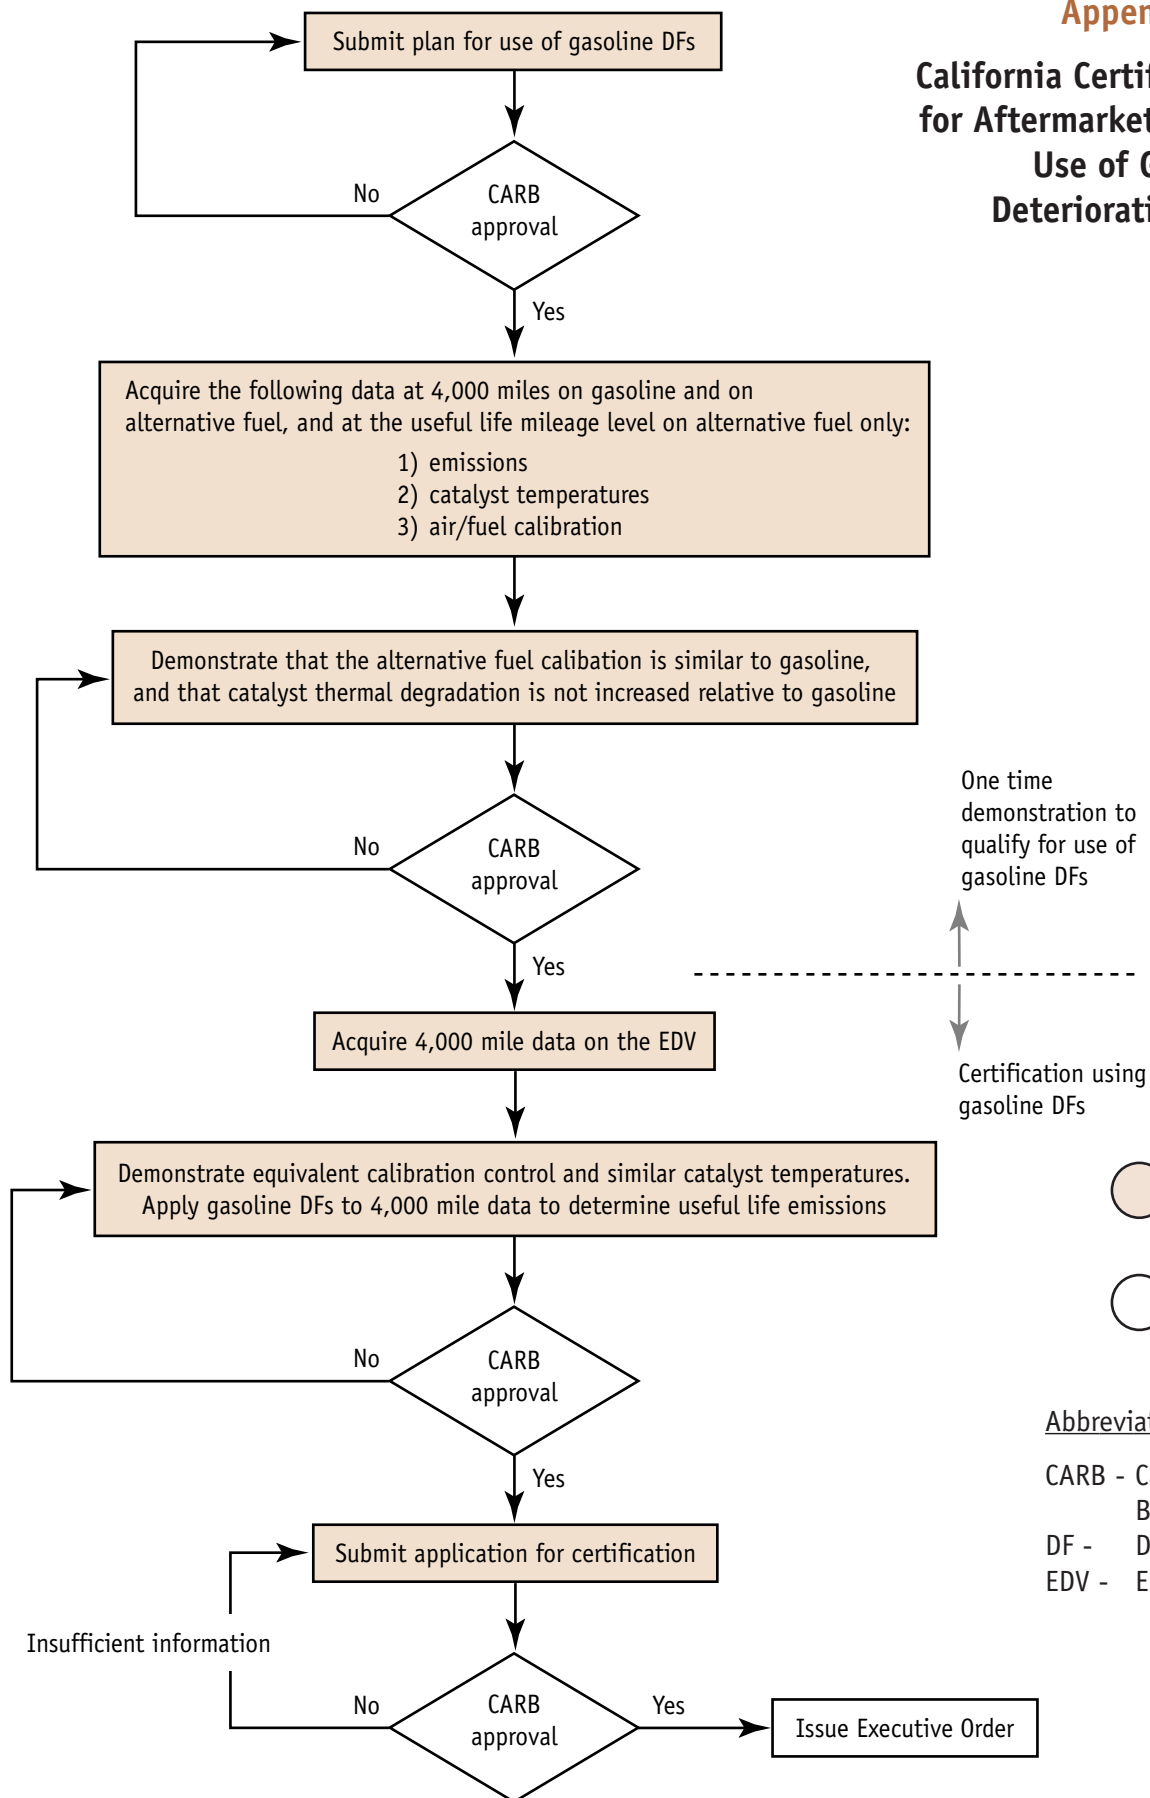 Submit plan for use of gasoline DFs
California
for Aftermarket
Use of
No
CARB
approval
Yes
Acquire the following data at 4,000 miles on gasoline and on
alternative fuel, and at the useful life mileage level on alternative fuel only:
1) emissions
2) catalyst temperatures
3) air/fuel calibration
Demonstrate that the alternative fuel calibation is similar to gasoline,
and that catalyst thermal degradation is not increased relative to gasoline
No
CARB
approval
Yes
One time
demonstration to
qualify for use of
gasoline DFs
Acquire 4,000 mile data on the EDV
Certification using
gasoline DFs
Demonstrate equivalent calibration control and similar catalyst temperatures.
Apply gasoline DFs to 4,000 mile data to determine useful life emissions
No
CARB
approval
Yes
CARB -
DF -
EDV -
Submit application for certification
Insufficient information
No
CARB
approval
Yes
Issue Executive Order